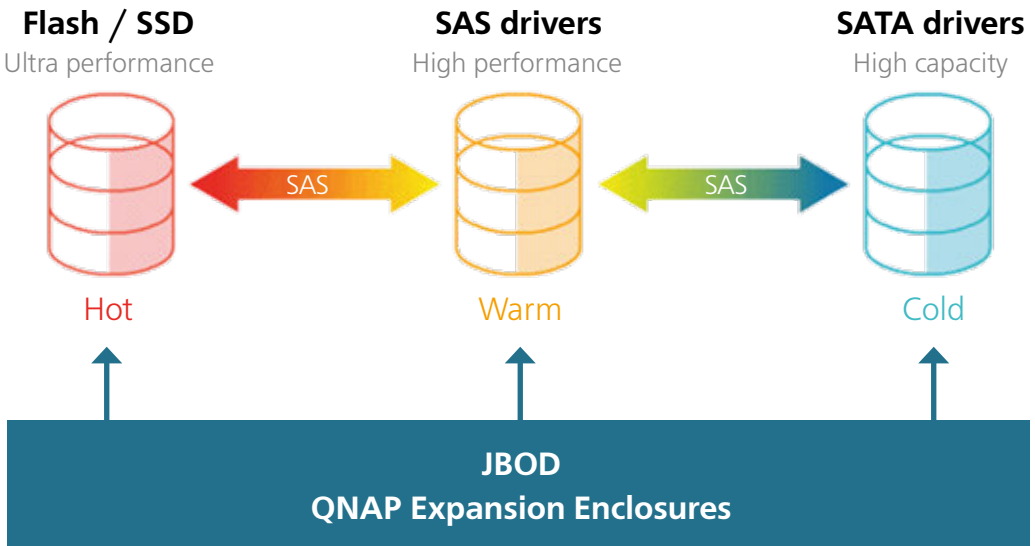 Flash / SSD
Ultra performance
SAS drivers
High performance
SATA drivers
High capacity
SAS
SAS
Hot
Warm
Cold
JBOD
QNAP Expansion Enclosures